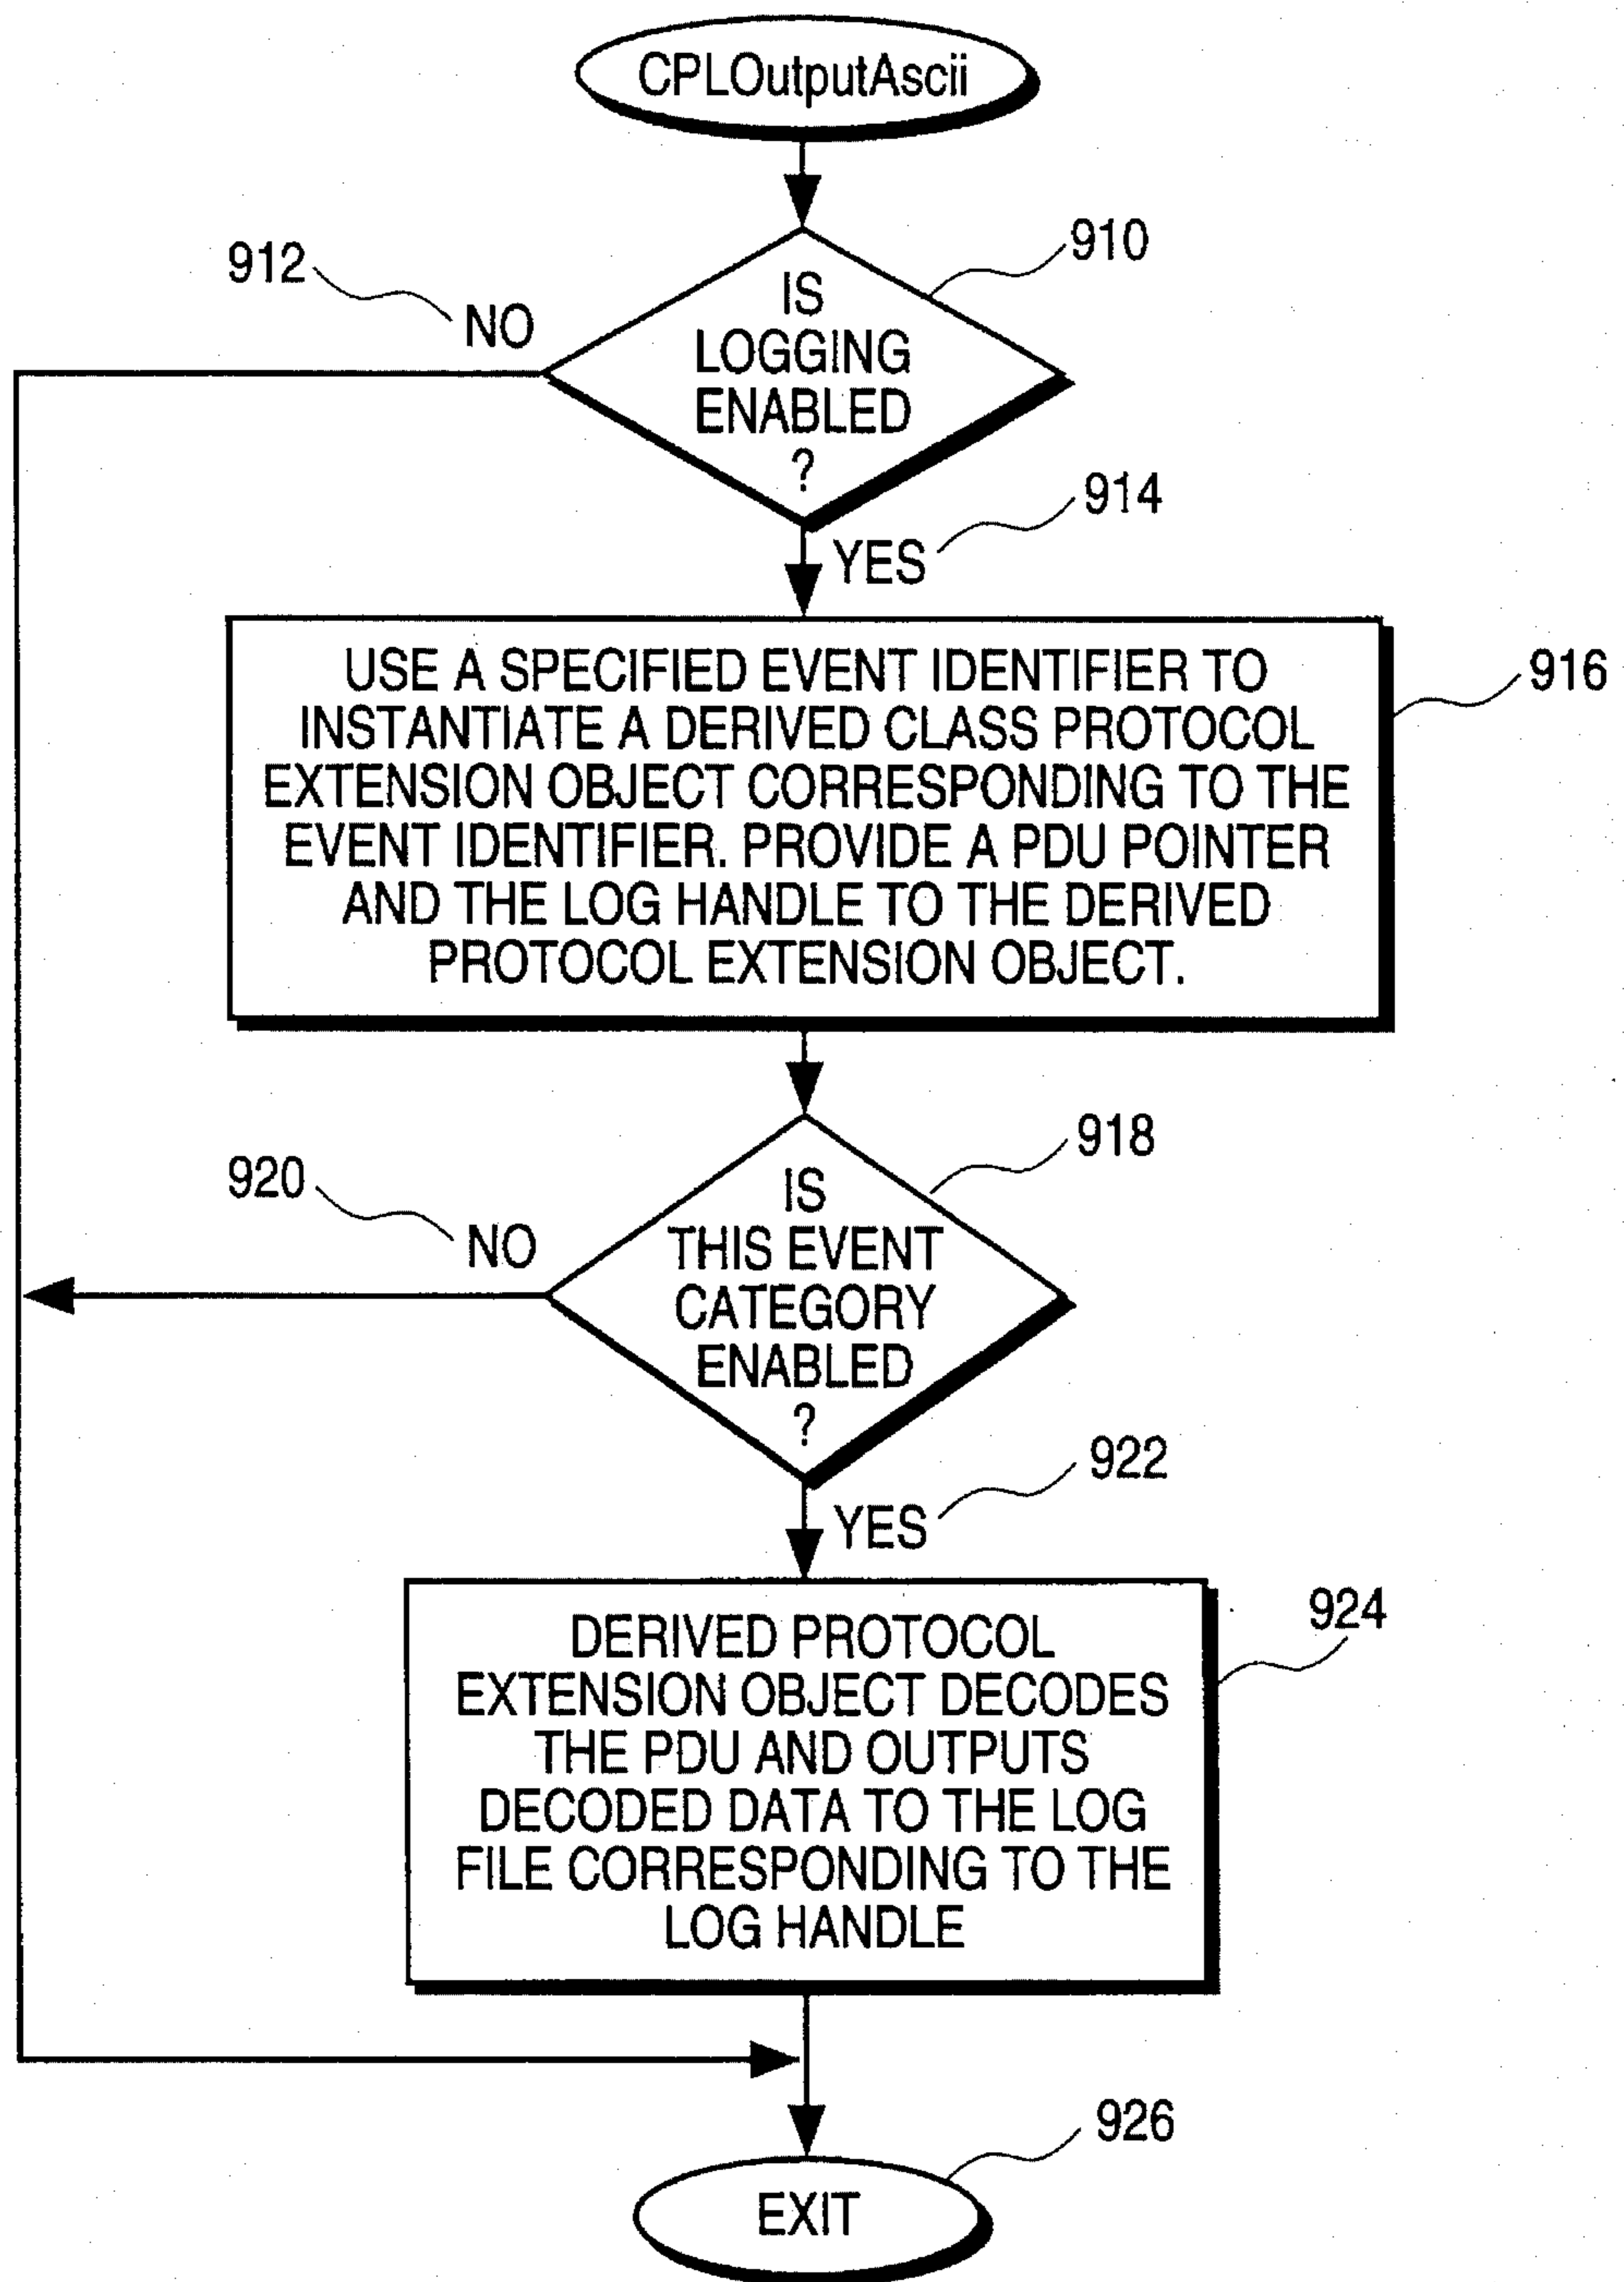 CPLOutputAscii
910
912
IS
LOGGING
ENABLED
?
NO
914
YES
USE A SPECIFIED EVENT IDENTIFIER TO
INSTANTIATE A DERIVED CLASS PROTOCOL
EXTENSION OBJECT CORRESPONDING TO THE
EVENT IDENTIFIER. PROVIDE A PDU POINTER
AND THE LOG HANDLE TO THE DERIVED
PROTOCOL EXTENSION OBJECT.
916
918
920
IS
THIS EVENT
CATEGORY
ENABLED
?
NO
922
YES
DERIVED PROTOCOL
EXTENSION OBJECT DECODES
THE PDU AND OUTPUTS
DECODED DATA TO THE LOG
FILE CORRESPONDING TO THE
LOG HANDLE
924
926
EXIT